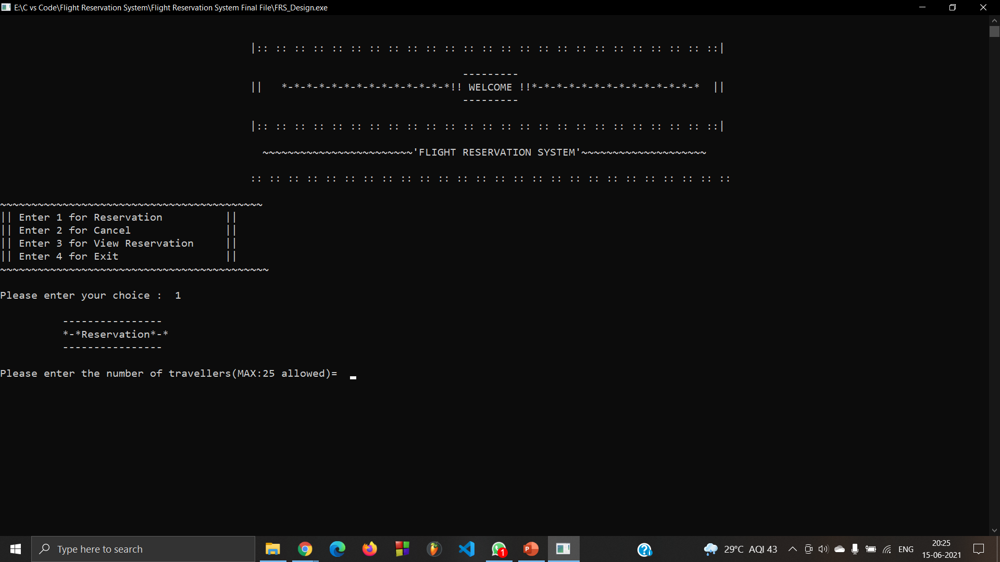 E:\C vs Code\Flight Reservation System\Flight Reservation System Final File\FRS_Design.exe
|:: :: :: :: :: :: :: :: :: :: :: :: :: :: :: :: :: :: :: :: :: :: :: :: ::|
---------
||   *-*-*-*-*-*-*-*-*-*-*-*-*-*!! WELCOME !!*-*-*-*-*-*-*-*-*-*-*-*-*-*  ||
---------
|:: :: :: :: :: :: :: :: :: :: :: :: :: :: :: :: :: :: :: :: :: :: :: :: ::|
~~~~~~~~~~~~~~~~~~~~~~~~'FLIGHT RESERVATION SYSTEM'~~~~~~~~~~~~~~~~~~~~
:: :: :: :: :: :: :: :: :: :: :: :: :: :: :: :: :: :: :: :: :: :: :: :: :: ::
~~~~~~~~~~~~~~~~~~~~~~~~~~~~~~~~~~~~~~~~~~
|| Enter 1 for Reservation          ||
|| Enter 2 for Cancel               ||
|| Enter 3 for View Reservation     ||
|| Enter 4 for Exit                 ||
~~~~~~~~~~~~~~~~~~~~~~~~~~~~~~~~~~~~~~~~~~~
Please enter your choice :  1
----------------
*-*Reservation*-*
----------------
Please enter the number of travellers(MAX:25 allowed)=
Type here to search
1
29°C AQI 43
ENG
20:25
15-06-2021